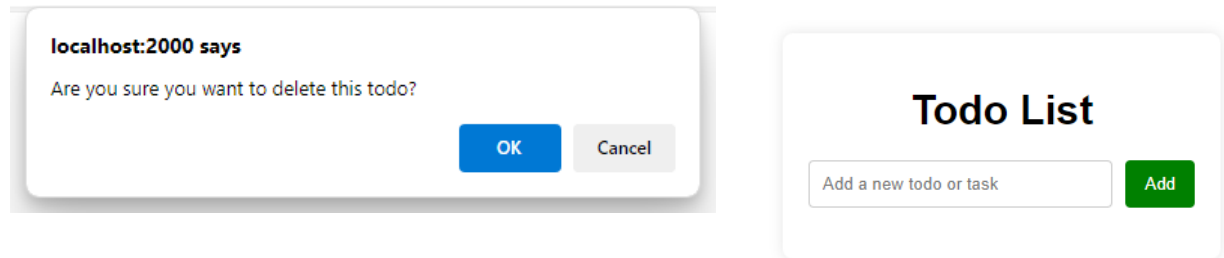 localhost:2000 says
Are you sure you want to delete this todo?
OK
Cancel
Todo List
Add a new todo or task
Add